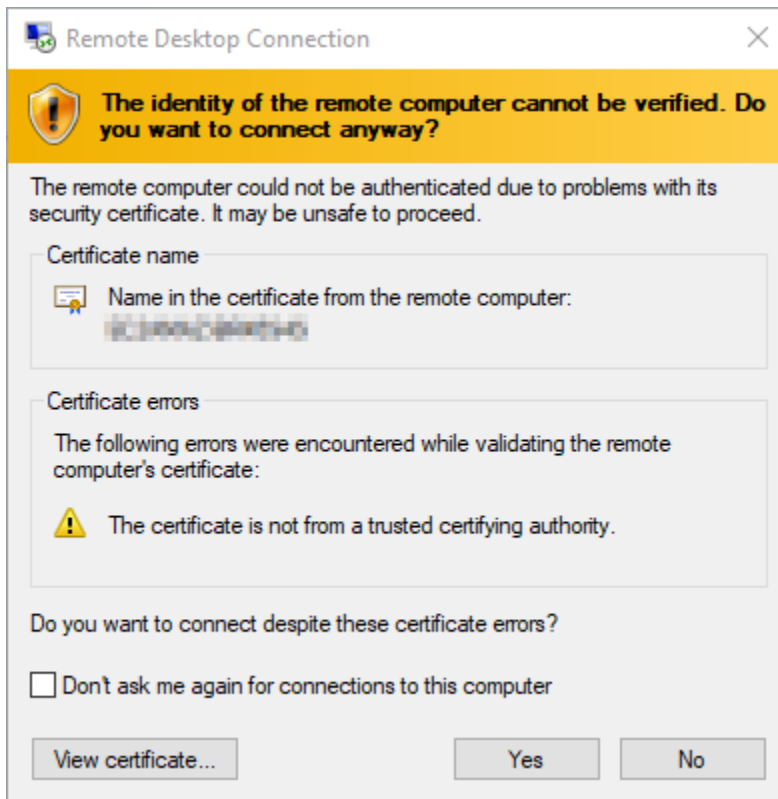 Remote Desktop Connection
The identity of the remote computer cannot be verified. Do
you want to connect anyway?
The remote computer could not be authenticated due to problems with its
security certificate. It may be unsafe to proceed.
Certificate name
Name in the certificate from the remote computer:
Certificate errors
The following errors were encountered while validating the remote
computer's certificate:
The certificate is not from a trusted certifying authority.
Do you want to connect despite these certificate errors?
Don't ask me again for connections to this computer
View certificate...
Yes
No